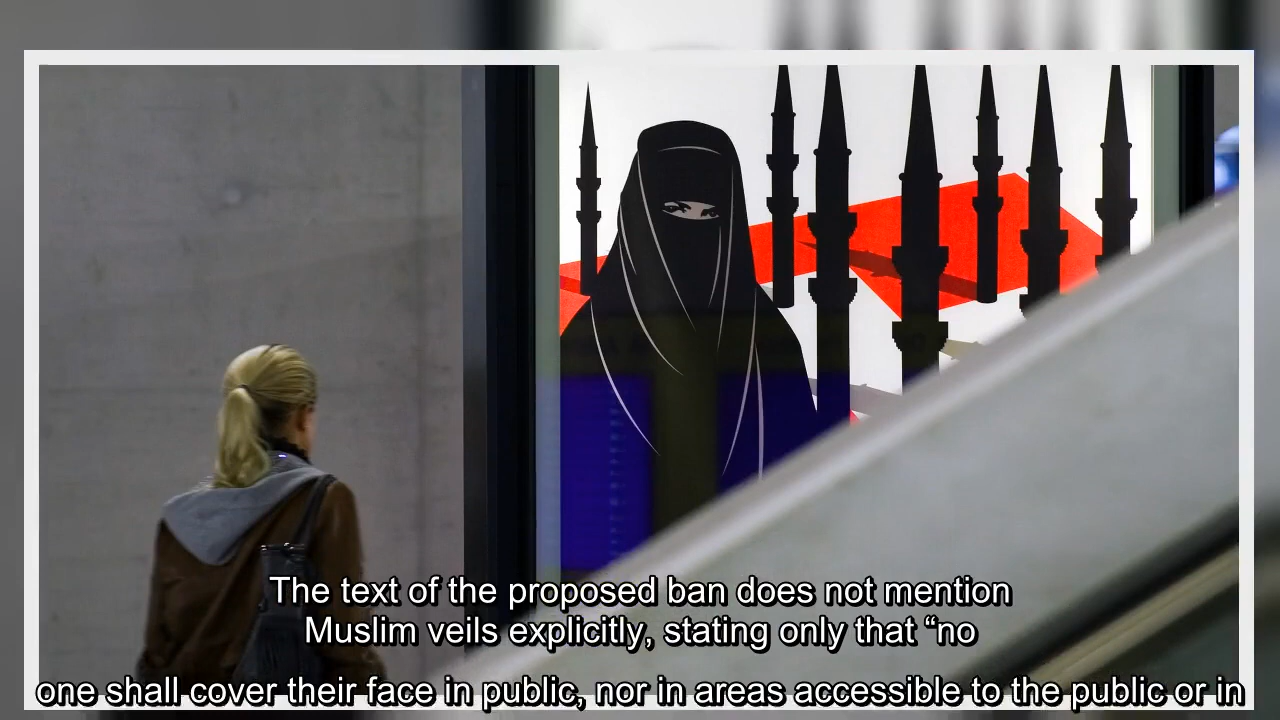 The text of the proposed ban does not mention
Muslim veils explicitly, stating only that “no
one shall cover their face in public, nor in areas accessible to the public or in